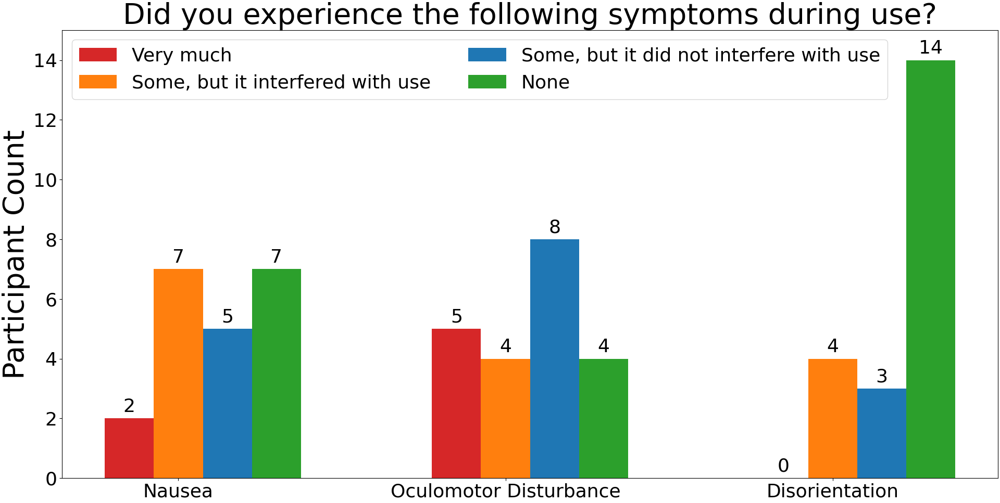 Did you experience the following symptoms during use?
Very much
Some, but it interfered with use
Some, but it did not interfere with use
None
Participant Count
14
12
10
8
6
4
2
0
2
7
5
7
5
4
8
4
0
4
3
14
Nausea
Oculomotor Disturbance
Disorientation